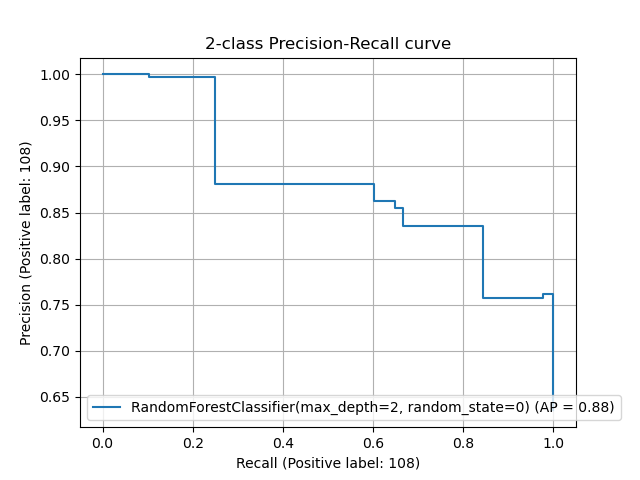 2-class Precision-Recall curve
1.00
0.95
0.90
0.85
0.80
0.75
0.70
0.65
Precision (Positive label: 108)
RandomForestClassifier(max_depth=2, random_state=0) (AP = 0.88)
0.0 0.2 0.4 0.6 0.8 1.0
Recall (Positive label: 108)